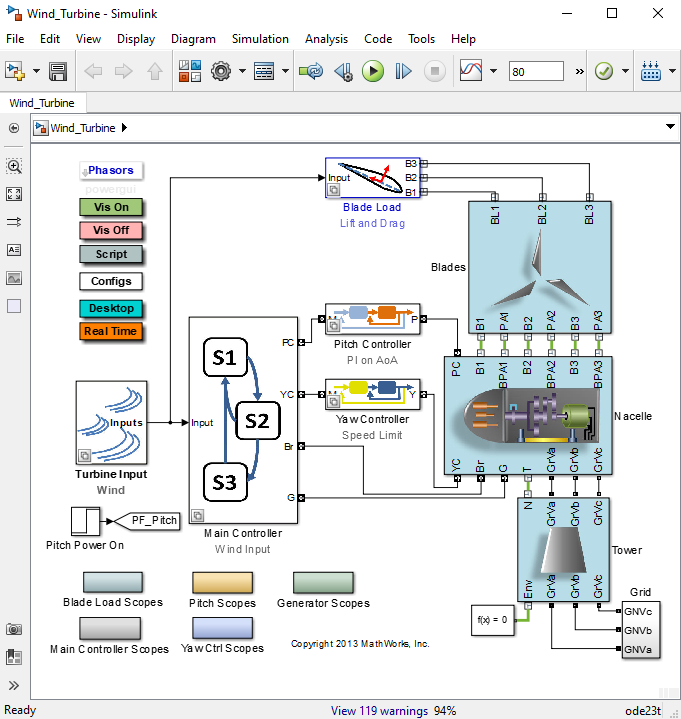 Wind_Turbine - Simulink
File Edit View Display Diagram Simulation Analysis Code Tools Help
80
»
Wind_Turbine
Wind_Turbine
Phasors
powergui
Vis On
Vis Off
Script
Configs
Desktop
Real Time
Input
B3
B2
B1
Blade Load
Lift and Drag
BL1
BL2
BL3
Blades
B1
PA1
B2
PA2
B3
PA3
M
P
Pitch Controller
PI on AoA
M
Y
Yaw Controller
Speed Limit
Inputs
Turbine Input
Wind
Input
S1
S2
S3
PC
YC
Br
G
Main Controller
Wind Input
PC
B1
BPA1
B2
BPA2
B3
BPA3
Nacelle
YC
Br
G
T
GrVa
GrVb
GrVc
N
GrVa
GrVb
GrVc
Tower
Env
GrVa
GrVb
GrVc
Pitch Power On
PF_Pitch
f(x) = 0
Grid
GNVc
GNVb
GNVa
Blade Load Scopes
Pitch Scopes
Generator Scopes
Main Controller Scopes
Yaw Ctrl Scopes
Copyright 2013 MathWorks, Inc.
Ready
View 119 warnings 94%
ode23t